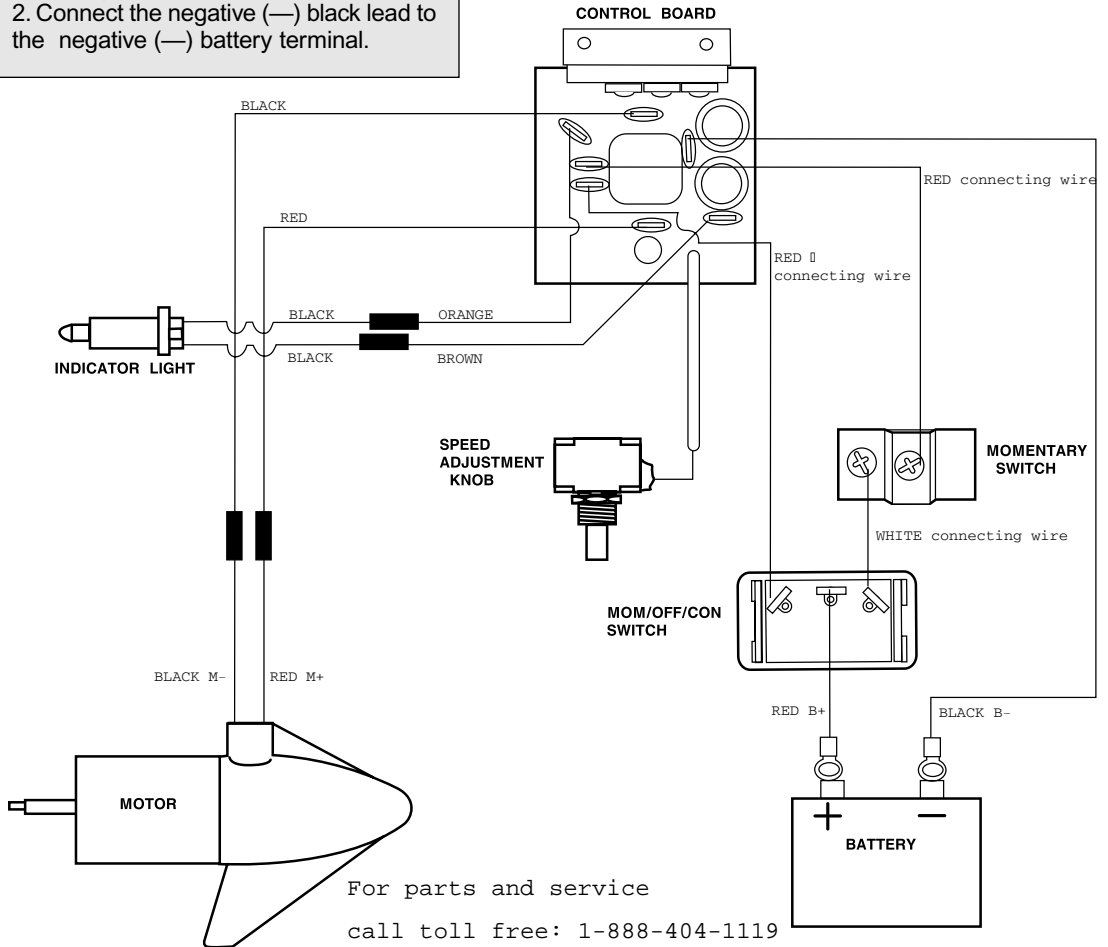 2. Connect the negative (—) black lead to
the negative (—) battery terminal.
CONTROL BOARD
BLACK
RED connecting wire
RED
RED ▯
connecting wire
BLACK
ORANGE
BLACK
BROWN
INDICATOR LIGHT
SPEED
ADJUSTMENT
KNOB
MOMENTARY
SWITCH
WHITE connecting wire
MOM/OFF/CON
SWITCH
BLACK M-
RED M+
RED B+
BLACK B-
MOTOR
+
—
BATTERY
For parts and service
call toll free: 1-888-404-1119